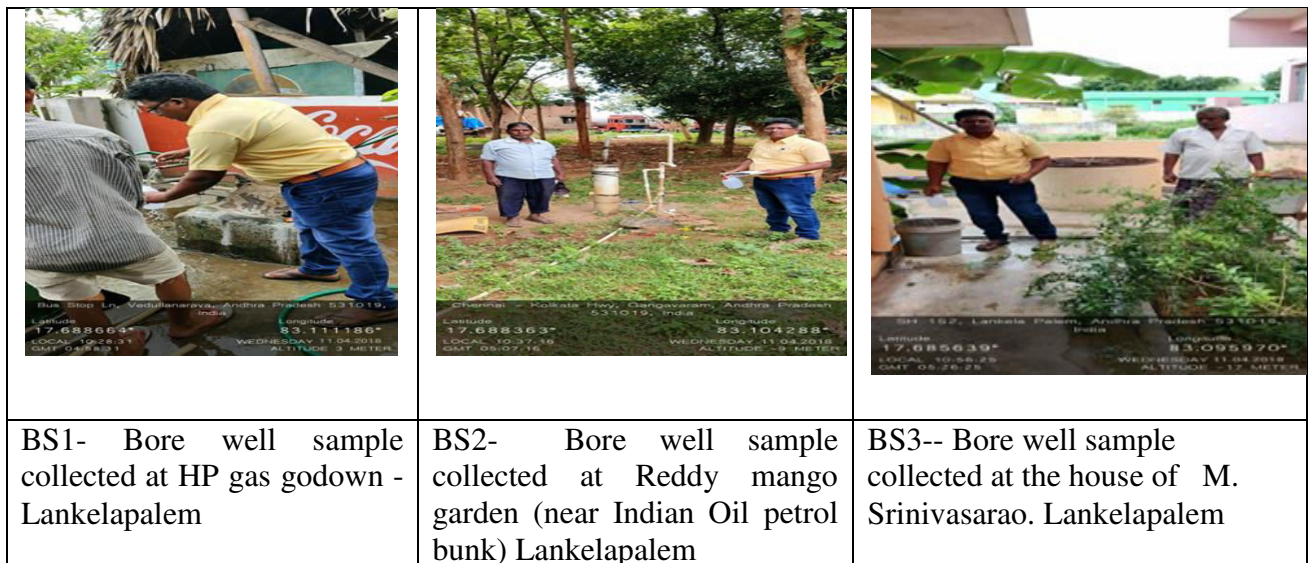 Coca
Bus Stop Ln, Vedullanarava, Andhra Pradesh 531019,
India
Latitude
Longitude
17.688664°
83.111186°
LOCAL 10:28:31
WEDNESDAY 11.04.2018
GMT 04:58:31
ALTITUDE 3 METER
Chennai - Kolkata Hwy, Gangavaram, Andhra Pradesh
531019, India
Latitude
Longitude
17.688363°
83.104288°
LOCAL 10:37:16
WEDNESDAY 11.04.2018
GMT 05:07:16
ALTITUDE -9 METER
SH 152, Lankela Palem, Andhra Pradesh 531019,
India
Latitude
Longitude
17.685639°
83.095970°
LOCAL 10:56:25
WEDNESDAY 11.04.2018
GMT 05:26:25
ALTITUDE -17 METER
BS1- Bore well sample
collected at HP gas godown -
Lankelapalem
BS2- Bore well sample
collected at Reddy mango
garden (near Indian Oil petrol
bunk) Lankelapalem
BS3-- Bore well sample
collected at the house of M.
Srinivasarao. Lankelapalem